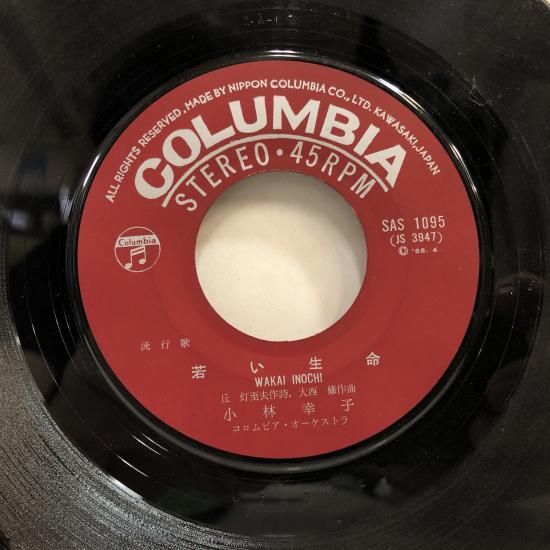 ALL RIGHTS RESERVED. MADE BY NIPPON COLUMBIA CO., LTD. KAWASAKI, JAPAN
COLUMBIA
STEREO・45RPM
SAS 1095
(JS 3947)
Ⓒ '68. 4
Columbia
流行歌
若い生命
WAKAI INOCHI
丘 灯至夫作詩, 大西 修作曲
小林幸子
コロムビア・オーケストラ